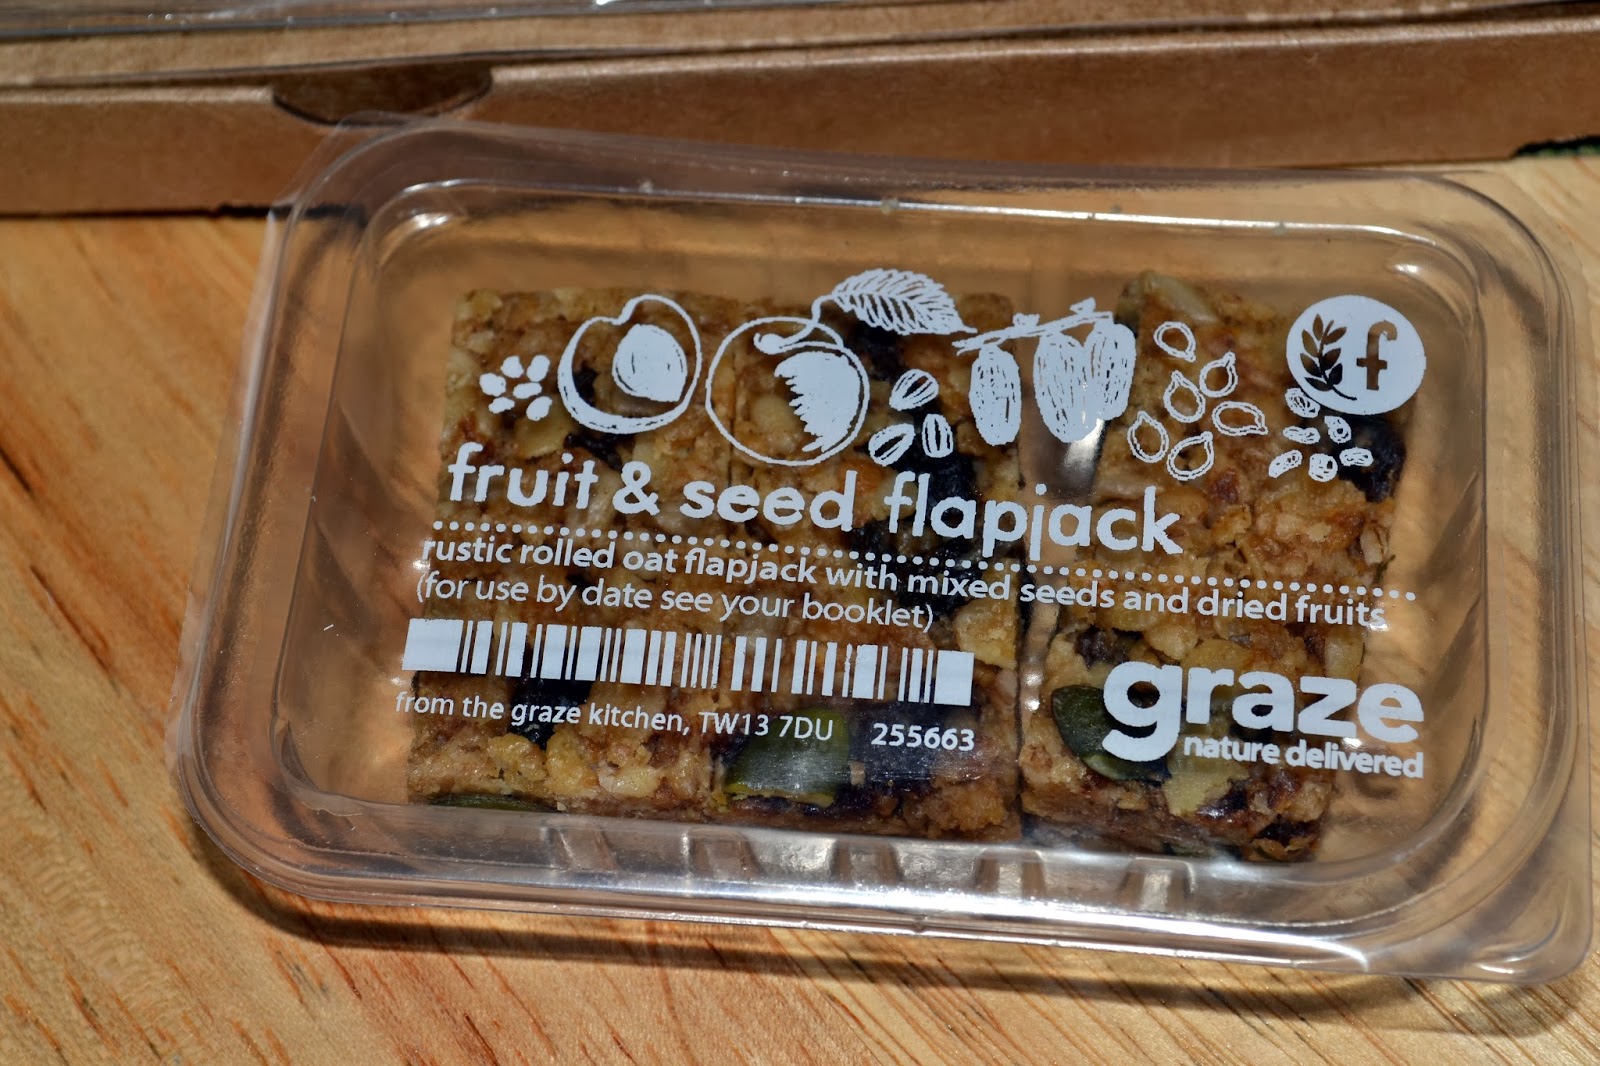 f
fruit & seed flapjack
rustic rolled oat flapjack with mixed seeds and dried fruits
(for use by date see your booklet)
from the graze kitchen, TW13 7DU 255663
graze
nature delivered